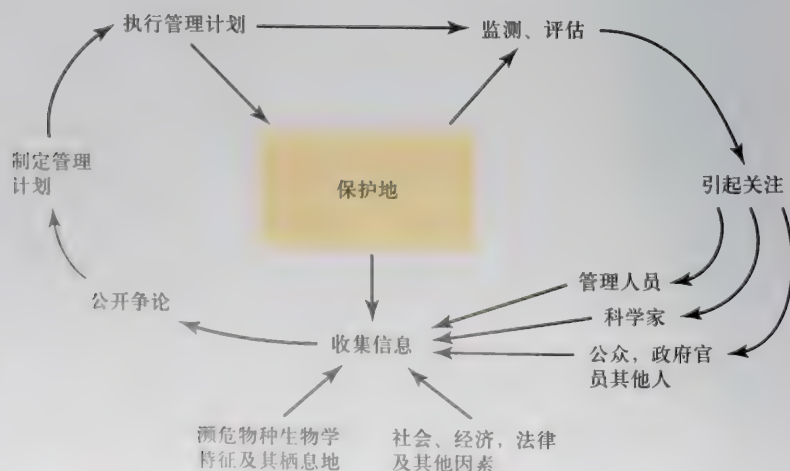 执行管理计划
监测、评估
制定管理
计划
保护地
引起关注
管理人员
公开争论
科学家
收集信息
公众，政府官
员其他人
濒危物种生物学
特征及其栖息地
社会、经济，法律
及其他因素